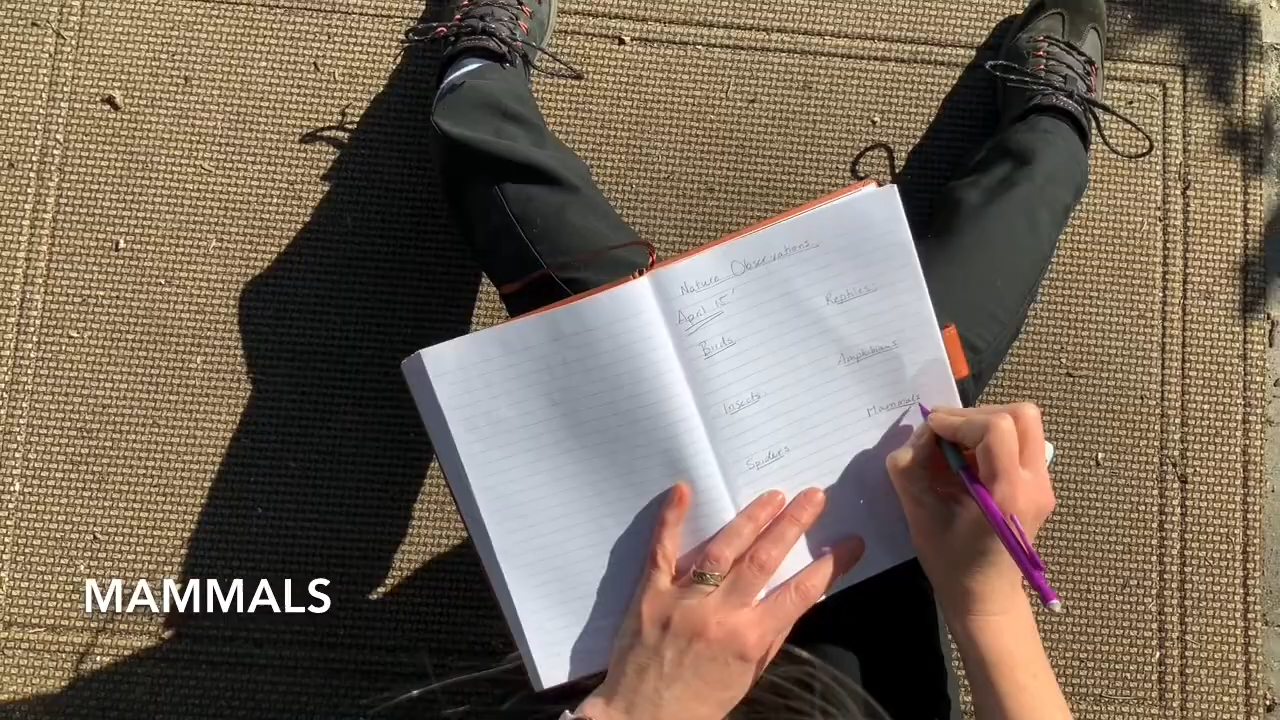 Nature Observations
April 15
Birds
Reptiles:
Insects
Amphibians
Spiders
Mammals
MAMMALS